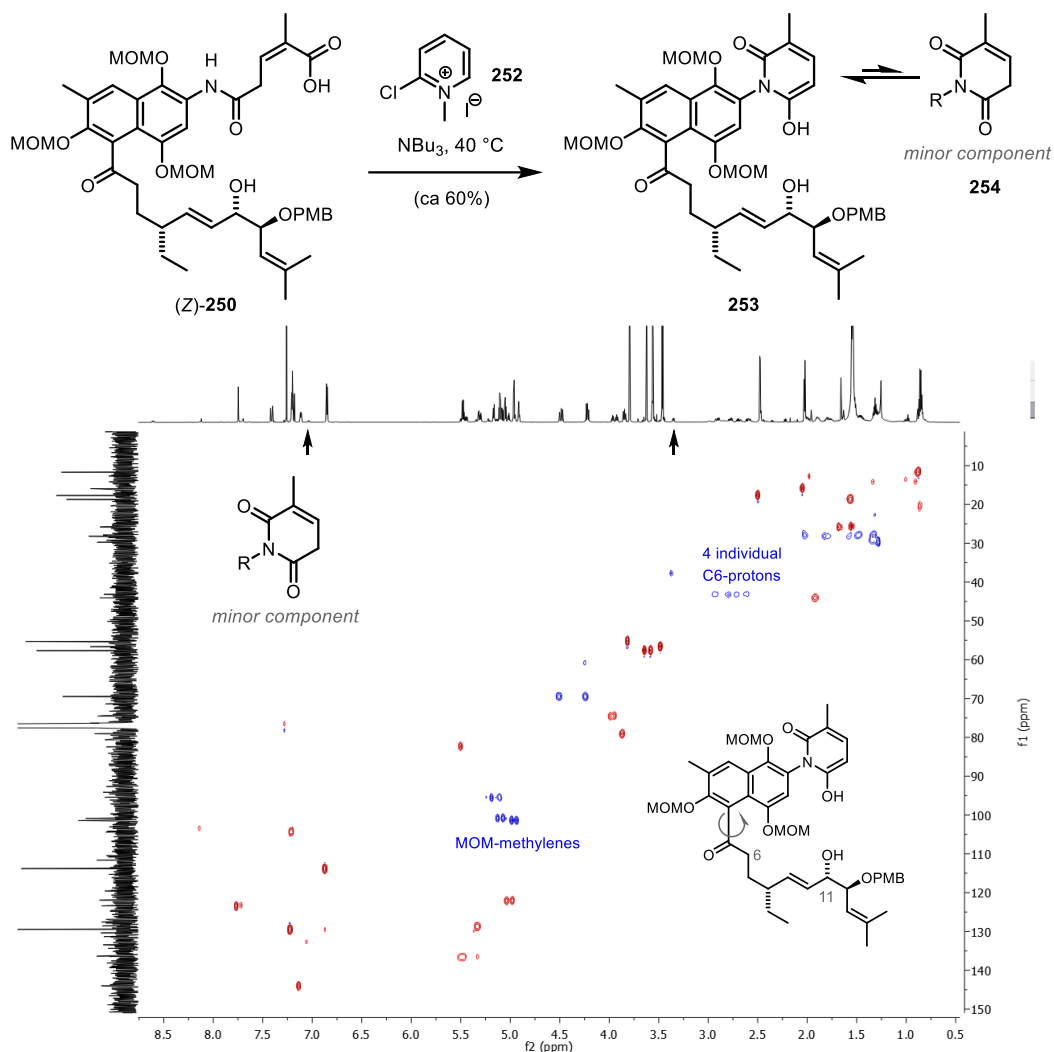 MOMO
H
N
O
O
OH
MOMO
O
OMOM
OH
OPMB
(Z)-250
Cl
N
+
CH3
I⊖
252
NBu3, 40 °C
(ca 60%)
MOMO
O
N
OH
MOMO
O
OMOM
OH
OPMB
253
O
N
R
O
minor component
254
O
N
R
O
minor component
4 individual
C6-protons
MOM-methylenes
MOMO
O
N
OH
MOMO
O
OMOM
6
OH
11
OPMB
10
20
30
40
50
60
70
80
90
100
110
120
130
140
150
f1 (ppm)
8.5 8.0 7.5 7.0 6.5 6.0 5.5 5.0 4.5 4.0 3.5 3.0 2.5 2.0 1.5 1.0 0.5
f2 (ppm)